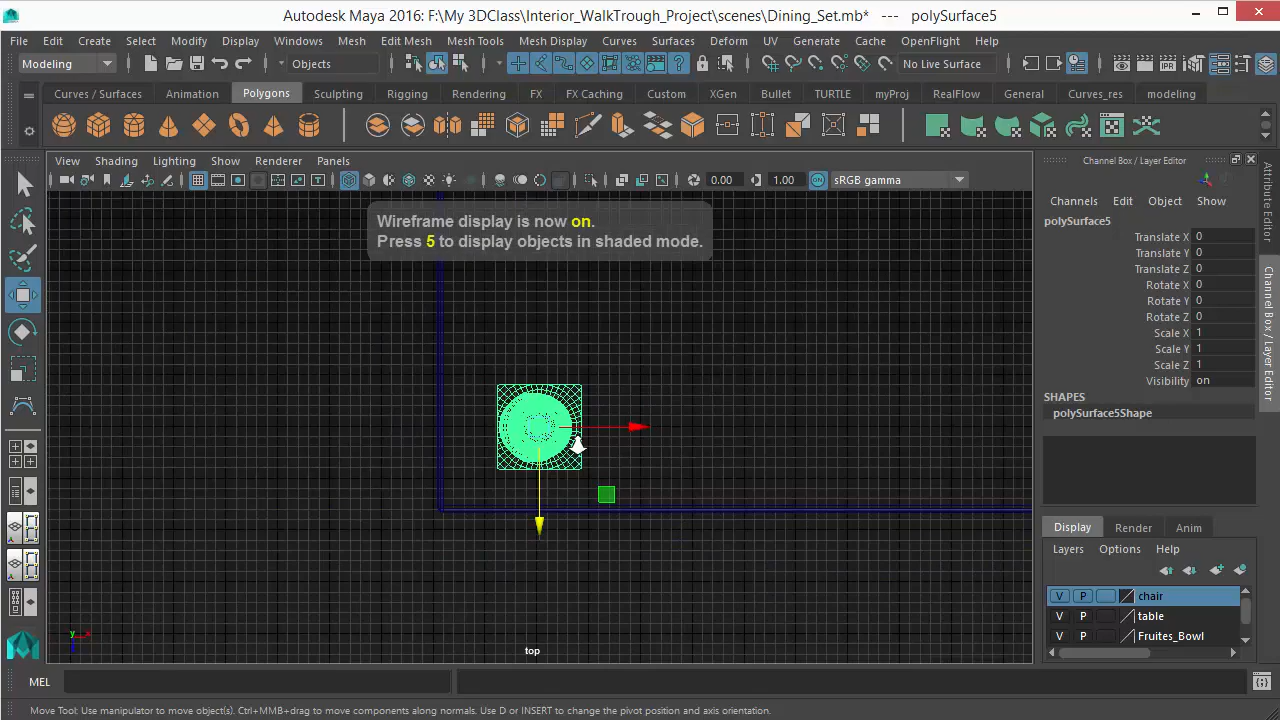 Autodesk Maya 2016: F:\My 3DClass\Interior_WalkTrough_Project\scenes\Dining_Set.mb* --- polySurface5
File Edit Create Select Modify Display Windows Mesh Edit Mesh Mesh Tools Mesh Display Curves Surfaces Deform UV Generate Cache OpenFlight Help
Modeling Objects No Live Surface
Curves / Surfaces Animation Polygons Sculpting Rigging Rendering FX FX Caching Custom XGen Bullet TURTLE myProj RealFlow General Curves_res modeling
View Shading Lighting Show Renderer Panels
0.00 1.00 sRGB gamma
Wireframe display is now on.
Press 5 to display objects in shaded mode.
top
Channel Box / Layer Editor
Channels Edit Object Show
polySurface5
Translate X 0
Translate Y 0
Translate Z 0
Rotate X 0
Rotate Y 0
Rotate Z 0
Scale X 1
Scale Y 1
Scale Z 1
Visibility on
SHAPES
polySurface5Shape
Display Render Anim
Layers Options Help
V P chair
V P table
V P Fruites_Bowl
Attribute Editor
Channel Box / Layer Editor
MEL
Move Tool: Use manipulator to move object(s). Ctrl+MMB+drag to move components along normals. Use D or INSERT to change the pivot position and axis orientation.